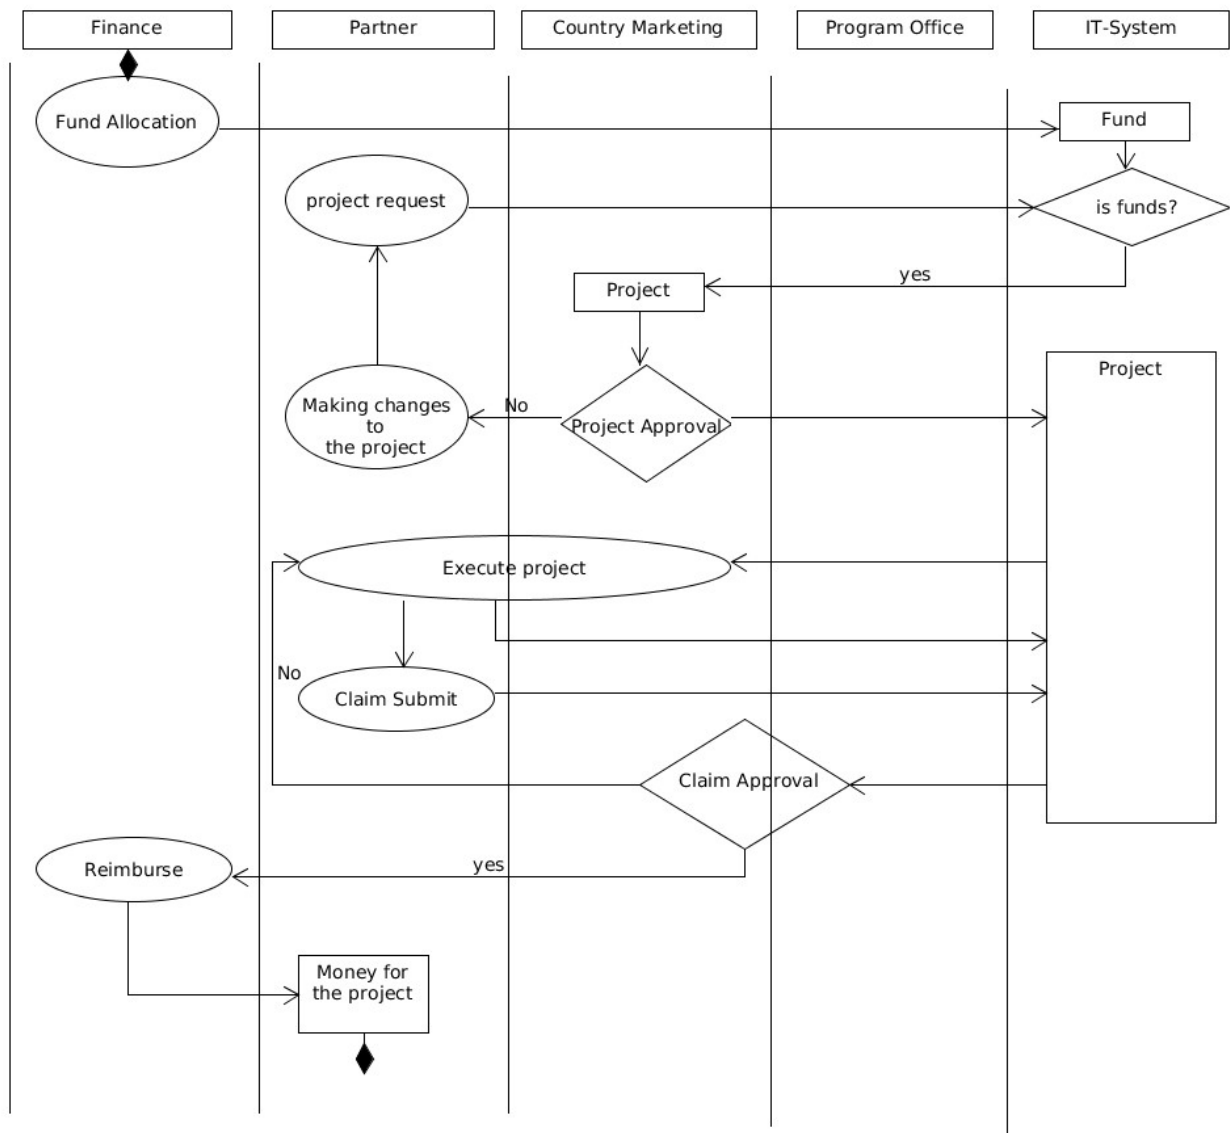 Finance
Partner
Country Marketing
Program Office
IT-System
Fund Allocation
Fund
project request
is funds?
yes
Project
Project
Making changes
to
the project
No
Project Approval
Execute project
No
Claim Submit
Claim Approval
Reimburse
yes
Money for
the project